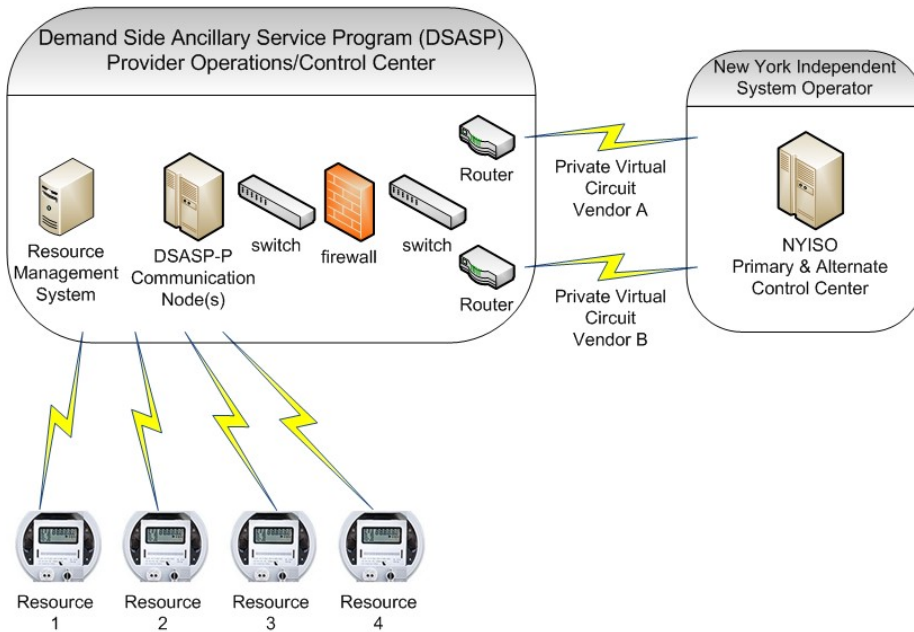 Demand Side Ancillary Service Program (DSASP)
Provider Operations/Control Center
New York Independent
System Operator
Router
Private Virtual
Circuit
Vendor A
Resource
Management
System
DSASP-P
Communication
Node(s)
switch
firewall
switch
Router
Private Virtual
Circuit
Vendor B
NYISO
Primary & Alternate
Control Center
Resource
1
Resource
2
Resource
3
Resource
4